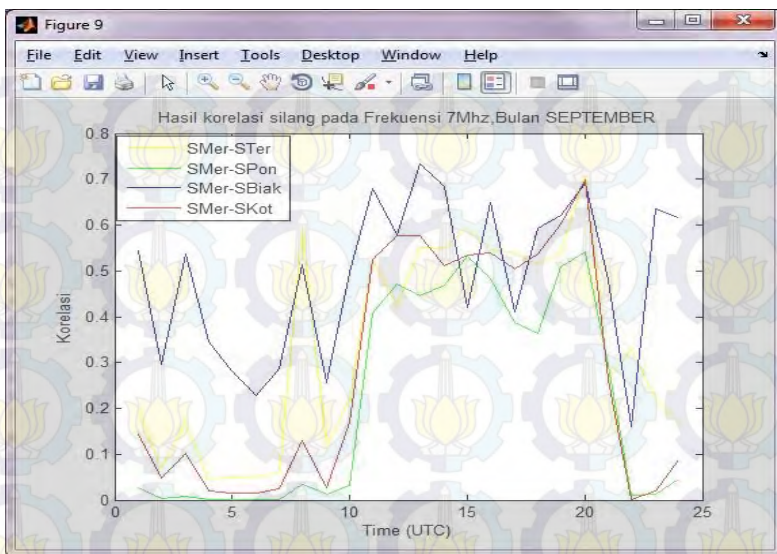 Figure 9
File Edit View Insert Tools Desktop Window Help
Hasil korelasi silang pada Frekuensi 7Mhz,Bulan SEPTEMBER
SMer-STer
SMer-SPon
SMer-SBiak
SMer-SKot
0.8
0.7
0.6
0.5
0.4
0.3
0.2
0.1
0
Korelasi
0 5 10 15 20 25
Time (UTC)